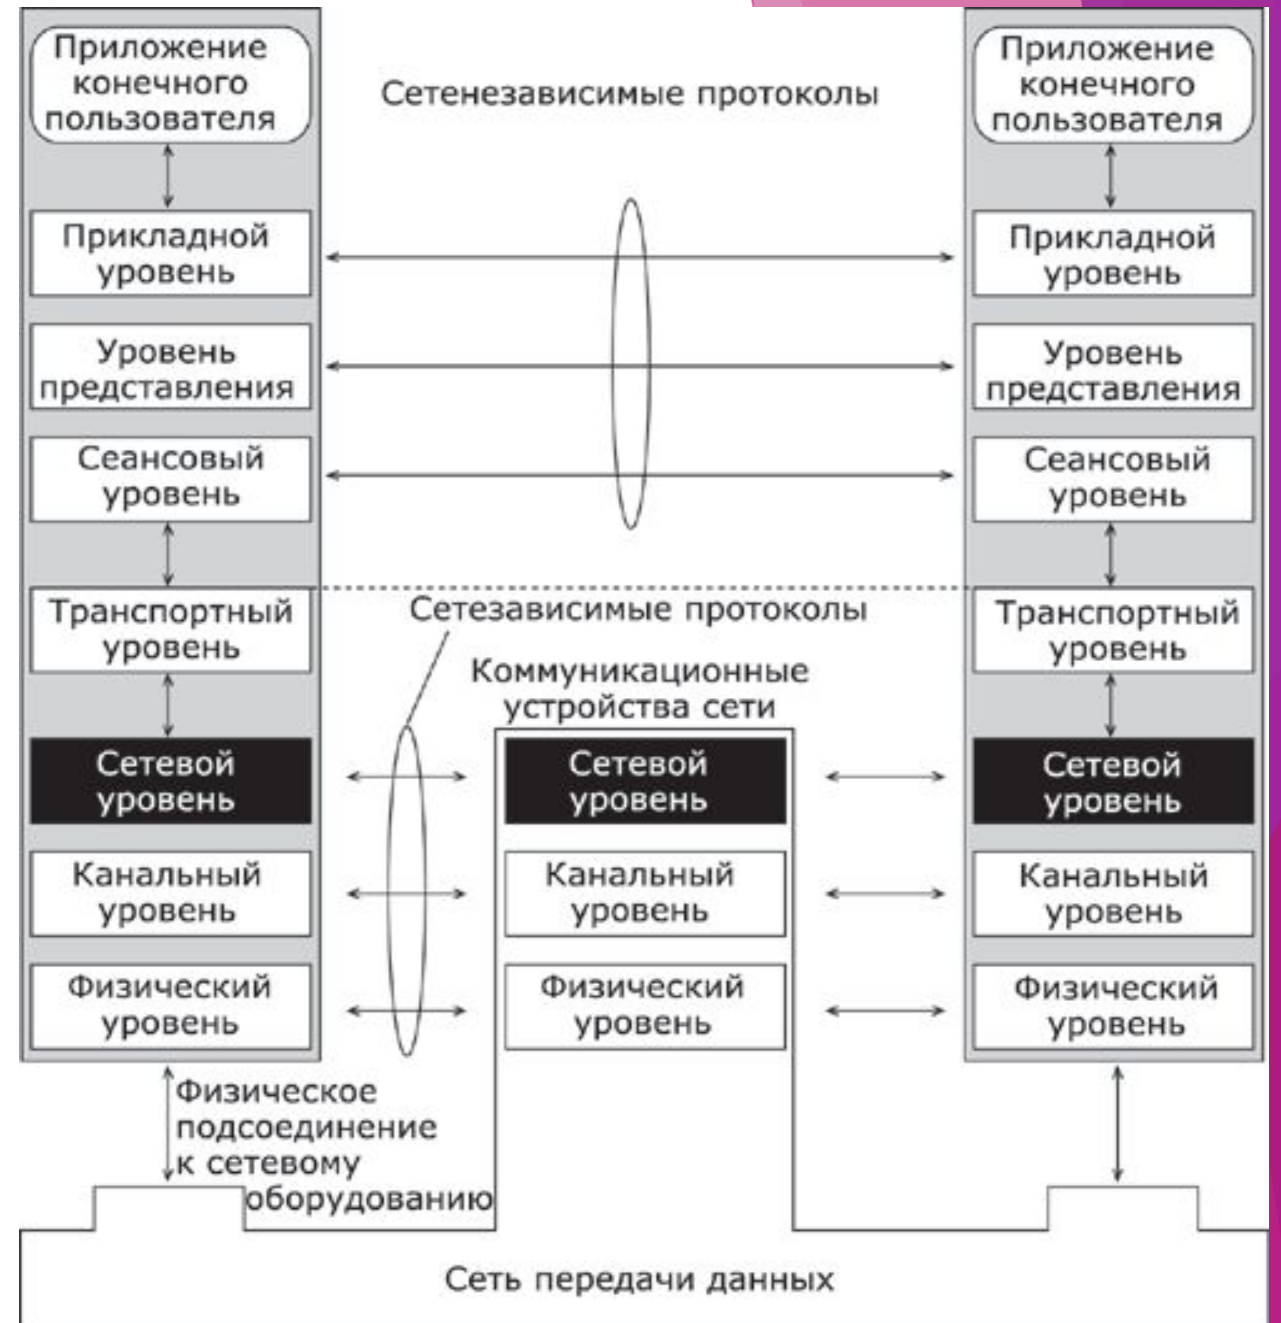 Приложение
конечного
пользователя
Сетенезависимые протоколы
Приложение
конечного
пользователя
Прикладной
уровень
Прикладной
уровень
Уровень
представления
Уровень
представления
Сеансовый
уровень
Сеансовый
уровень
Транспортный
уровень
Сетезависимые протоколы
Транспортный
уровень
Коммуникационные
устройства сети
Сетевой
уровень
Сетевой
уровень
Сетевой
уровень
Канальный
уровень
Канальный
уровень
Канальный
уровень
Физический
уровень
Физический
уровень
Физический
уровень
Физическое
подсоединение
к сетевому
оборудованию
Сеть передачи данных